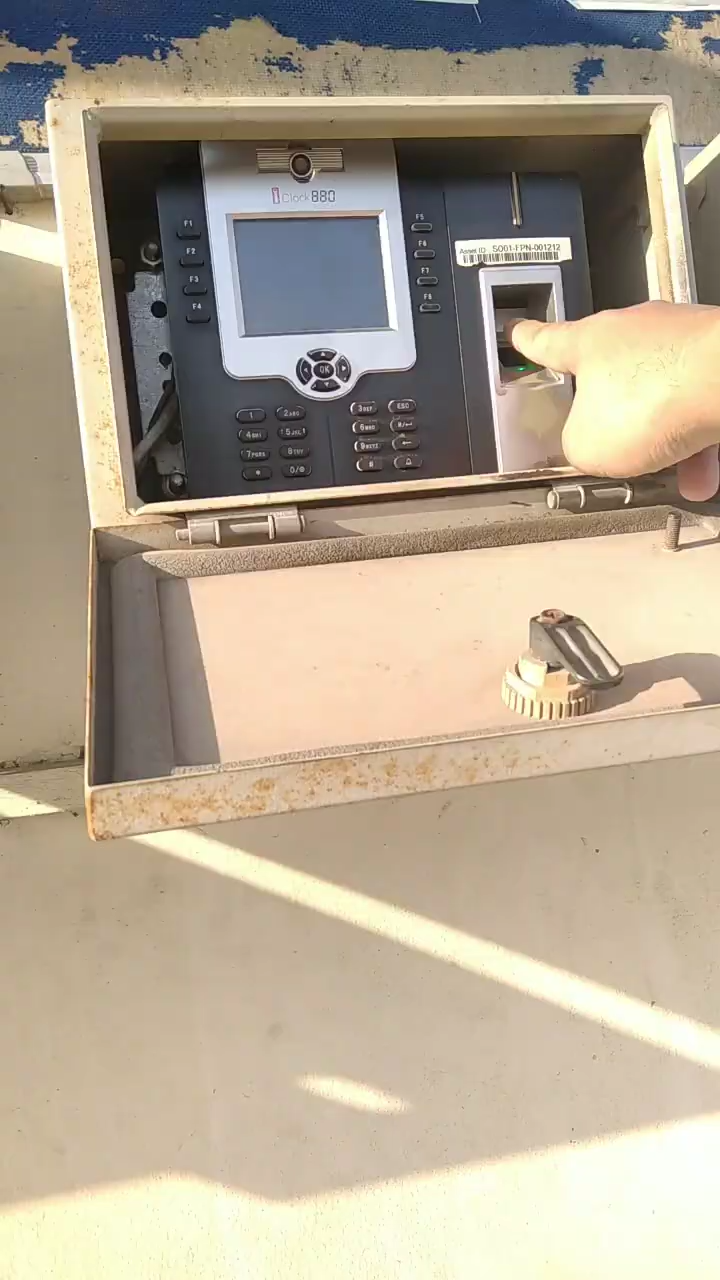 iClock880
Asset ID : SO01-FPN-001212
F1
F2
F3
F4
F5
F6
F7
F8
OK
1 2ABC 3DEF ESC
4GHI 5JKL 6MNO
7PQRS 8TUV 9WXYZ
* 0/ #